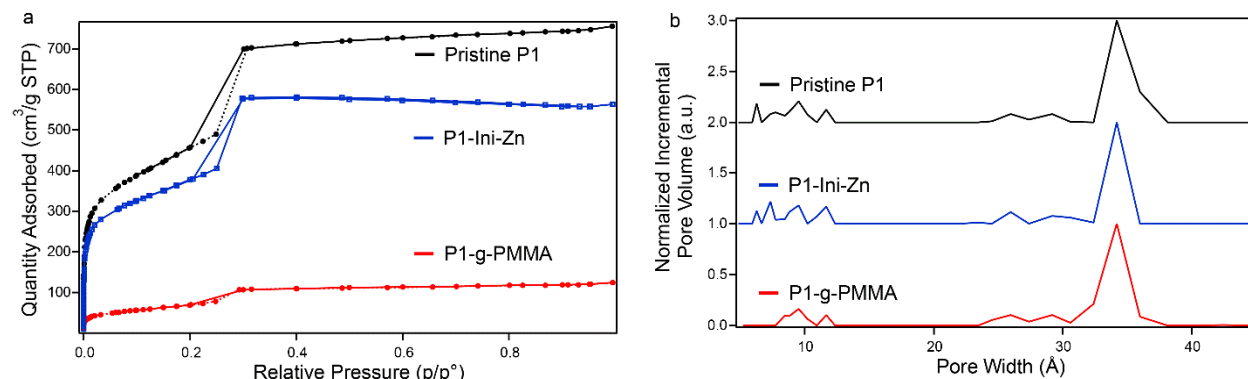 a
Quantity Adsorbed (cm³/g STP)
700
600
500
400
300
200
100
Pristine P1
P1-Ini-Zn
P1-g-PMMA
0.0
0.2
0.4
0.6
0.8
Relative Pressure (p/p°)
b
Normalized Incremental
Pore Volume (a.u.)
3.0
2.5
2.0
1.5
1.0
0.5
0.0
Pristine P1
P1-Ini-Zn
P1-g-PMMA
10
20
30
40
Pore Width (Å)